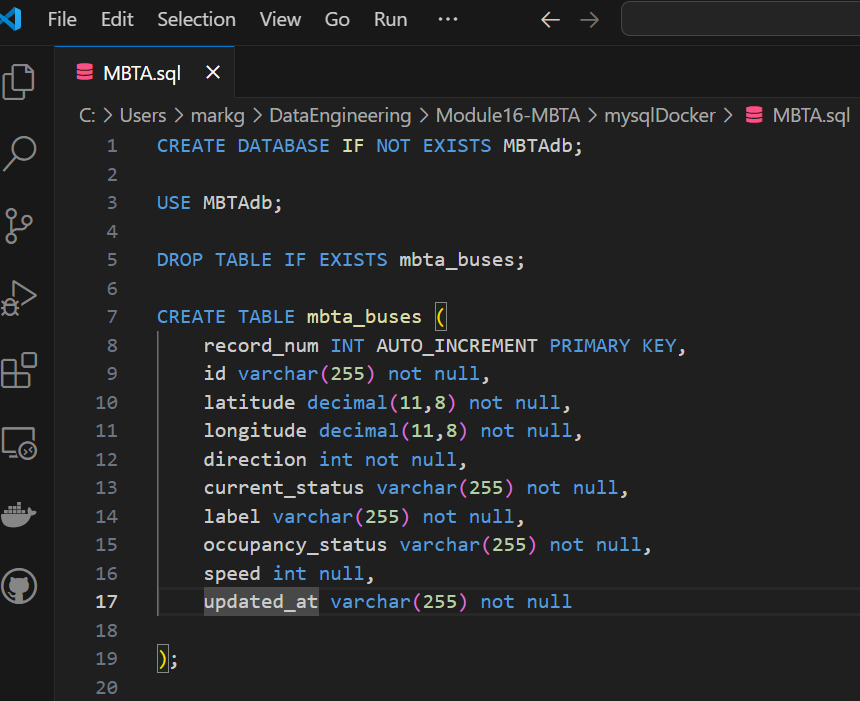 File Edit Selection View Go Run ···
MBTA.sql
C: > Users > markg > DataEngineering > Module16-MBTA > mysqlDocker > MBTA.sql
1 CREATE DATABASE IF NOT EXISTS MBTAdb;
2
3 USE MBTAdb;
4
5 DROP TABLE IF EXISTS mbta_buses;
6
7 CREATE TABLE mbta_buses (
8     record_num INT AUTO_INCREMENT PRIMARY KEY,
9     id varchar(255) not null,
10     latitude decimal(11,8) not null,
11     longitude decimal(11,8) not null,
12     direction int not null,
13     current_status varchar(255) not null,
14     label varchar(255) not null,
15     occupancy_status varchar(255) not null,
16     speed int null,
17     updated_at varchar(255) not null
18
19 );
20